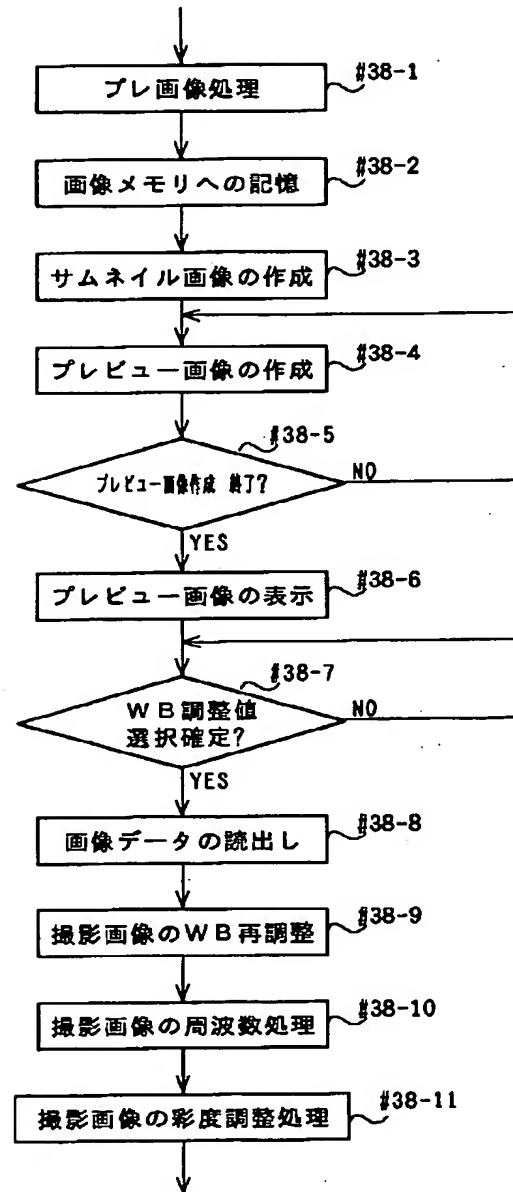 プレ画像処理 #38-1
画像メモリへの記憶 #38-2
サムネイル画像の作成 #38-3
プレビュー画像の作成 #38-4
#38-5
プレビュー画像作成 終了? NO
YES
プレビュー画像の表示 #38-6
#38-7
WB調整値 NO
選択確定?
YES
画像データの読出し #38-8
撮影画像のWB再調整 #38-9
撮影画像の周波数処理 #38-10
撮影画像の彩度調整処理 #38-11